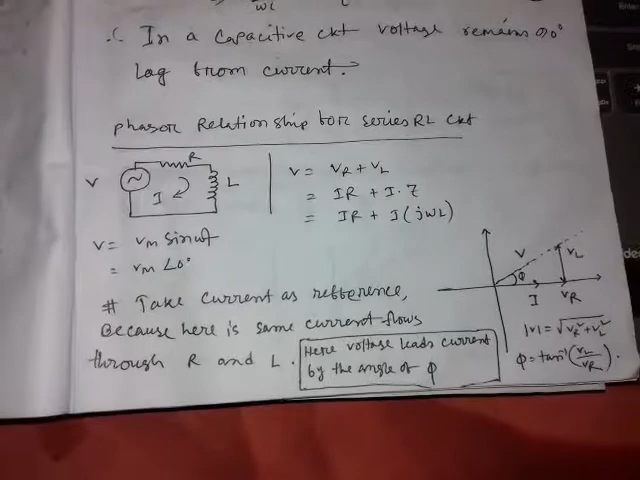 ∴ In a Capacitive ckt voltage remains 90°
Lag from current.
Phasor Relationship for series RL ckt
R
V
I
L
V = VR + VL
= IR + I·Z
= IR + I(jωL)
V = Vm Sinωt
= Vm ∠0°
# Take current as refference,
Because here is same current flows
through R and L.
Here voltage leads current
by the angle of φ
V
φ
VL
I
VR
|V| = √VR²+VL²
φ = tan⁻¹(VL/VR).